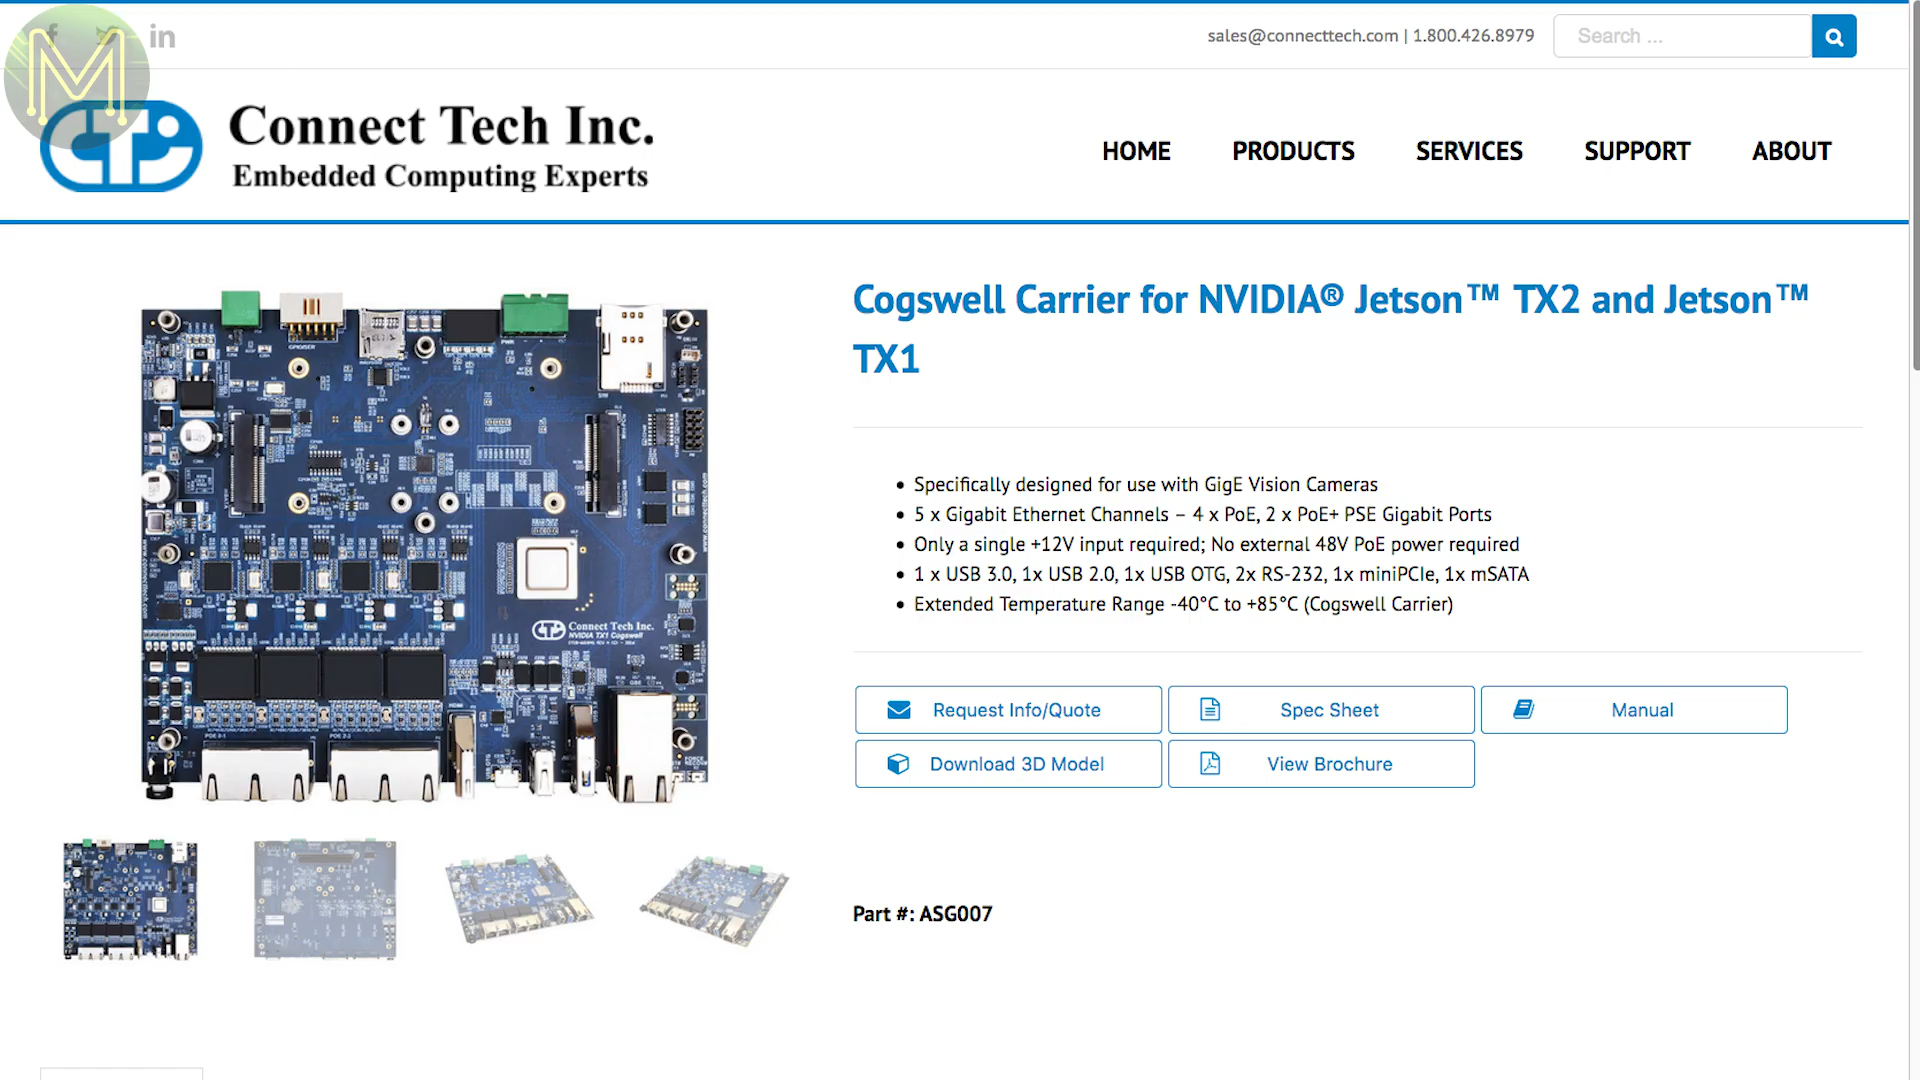 f in
sales@connecttech.com | 1.800.426.8979
Search ...
M
CTi
Connect Tech Inc.
Embedded Computing Experts
HOME PRODUCTS SERVICES SUPPORT ABOUT
Cogswell Carrier for NVIDIA® Jetson™ TX2 and Jetson™
TX1
• Specifically designed for use with GigE Vision Cameras
• 5 x Gigabit Ethernet Channels – 4 x PoE, 2 x PoE+ PSE Gigabit Ports
• Only a single +12V input required; No external 48V PoE power required
• 1 x USB 3.0, 1x USB 2.0, 1x USB OTG, 2x RS-232, 1x miniPCIe, 1x mSATA
• Extended Temperature Range -40°C to +85°C (Cogswell Carrier)
Connect Tech Inc.
NVIDIA TX1 Cogswell
Request Info/Quote Spec Sheet Manual
Download 3D Model View Brochure
Part #: ASG007